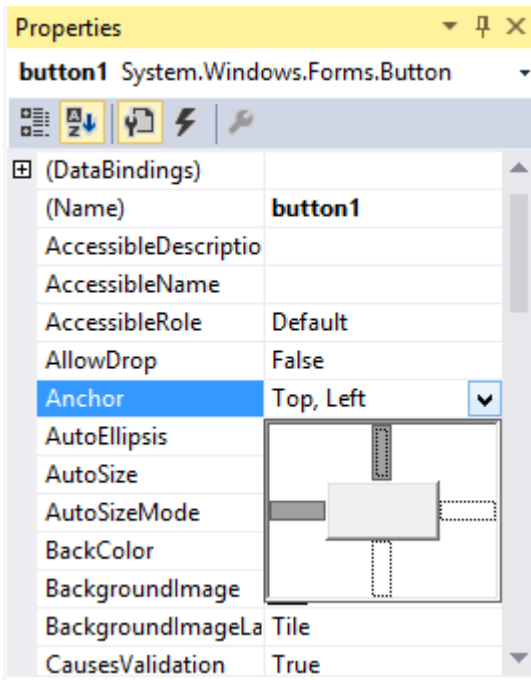 Properties
button1 System.Windows.Forms.Button
(DataBindings)
(Name) button1
AccessibleDescriptio
AccessibleName
AccessibleRole Default
AllowDrop False
Anchor Top, Left
AutoEllipsis
AutoSize
AutoSizeMode
BackColor
BackgroundImage
BackgroundImageLa Tile
CausesValidation True